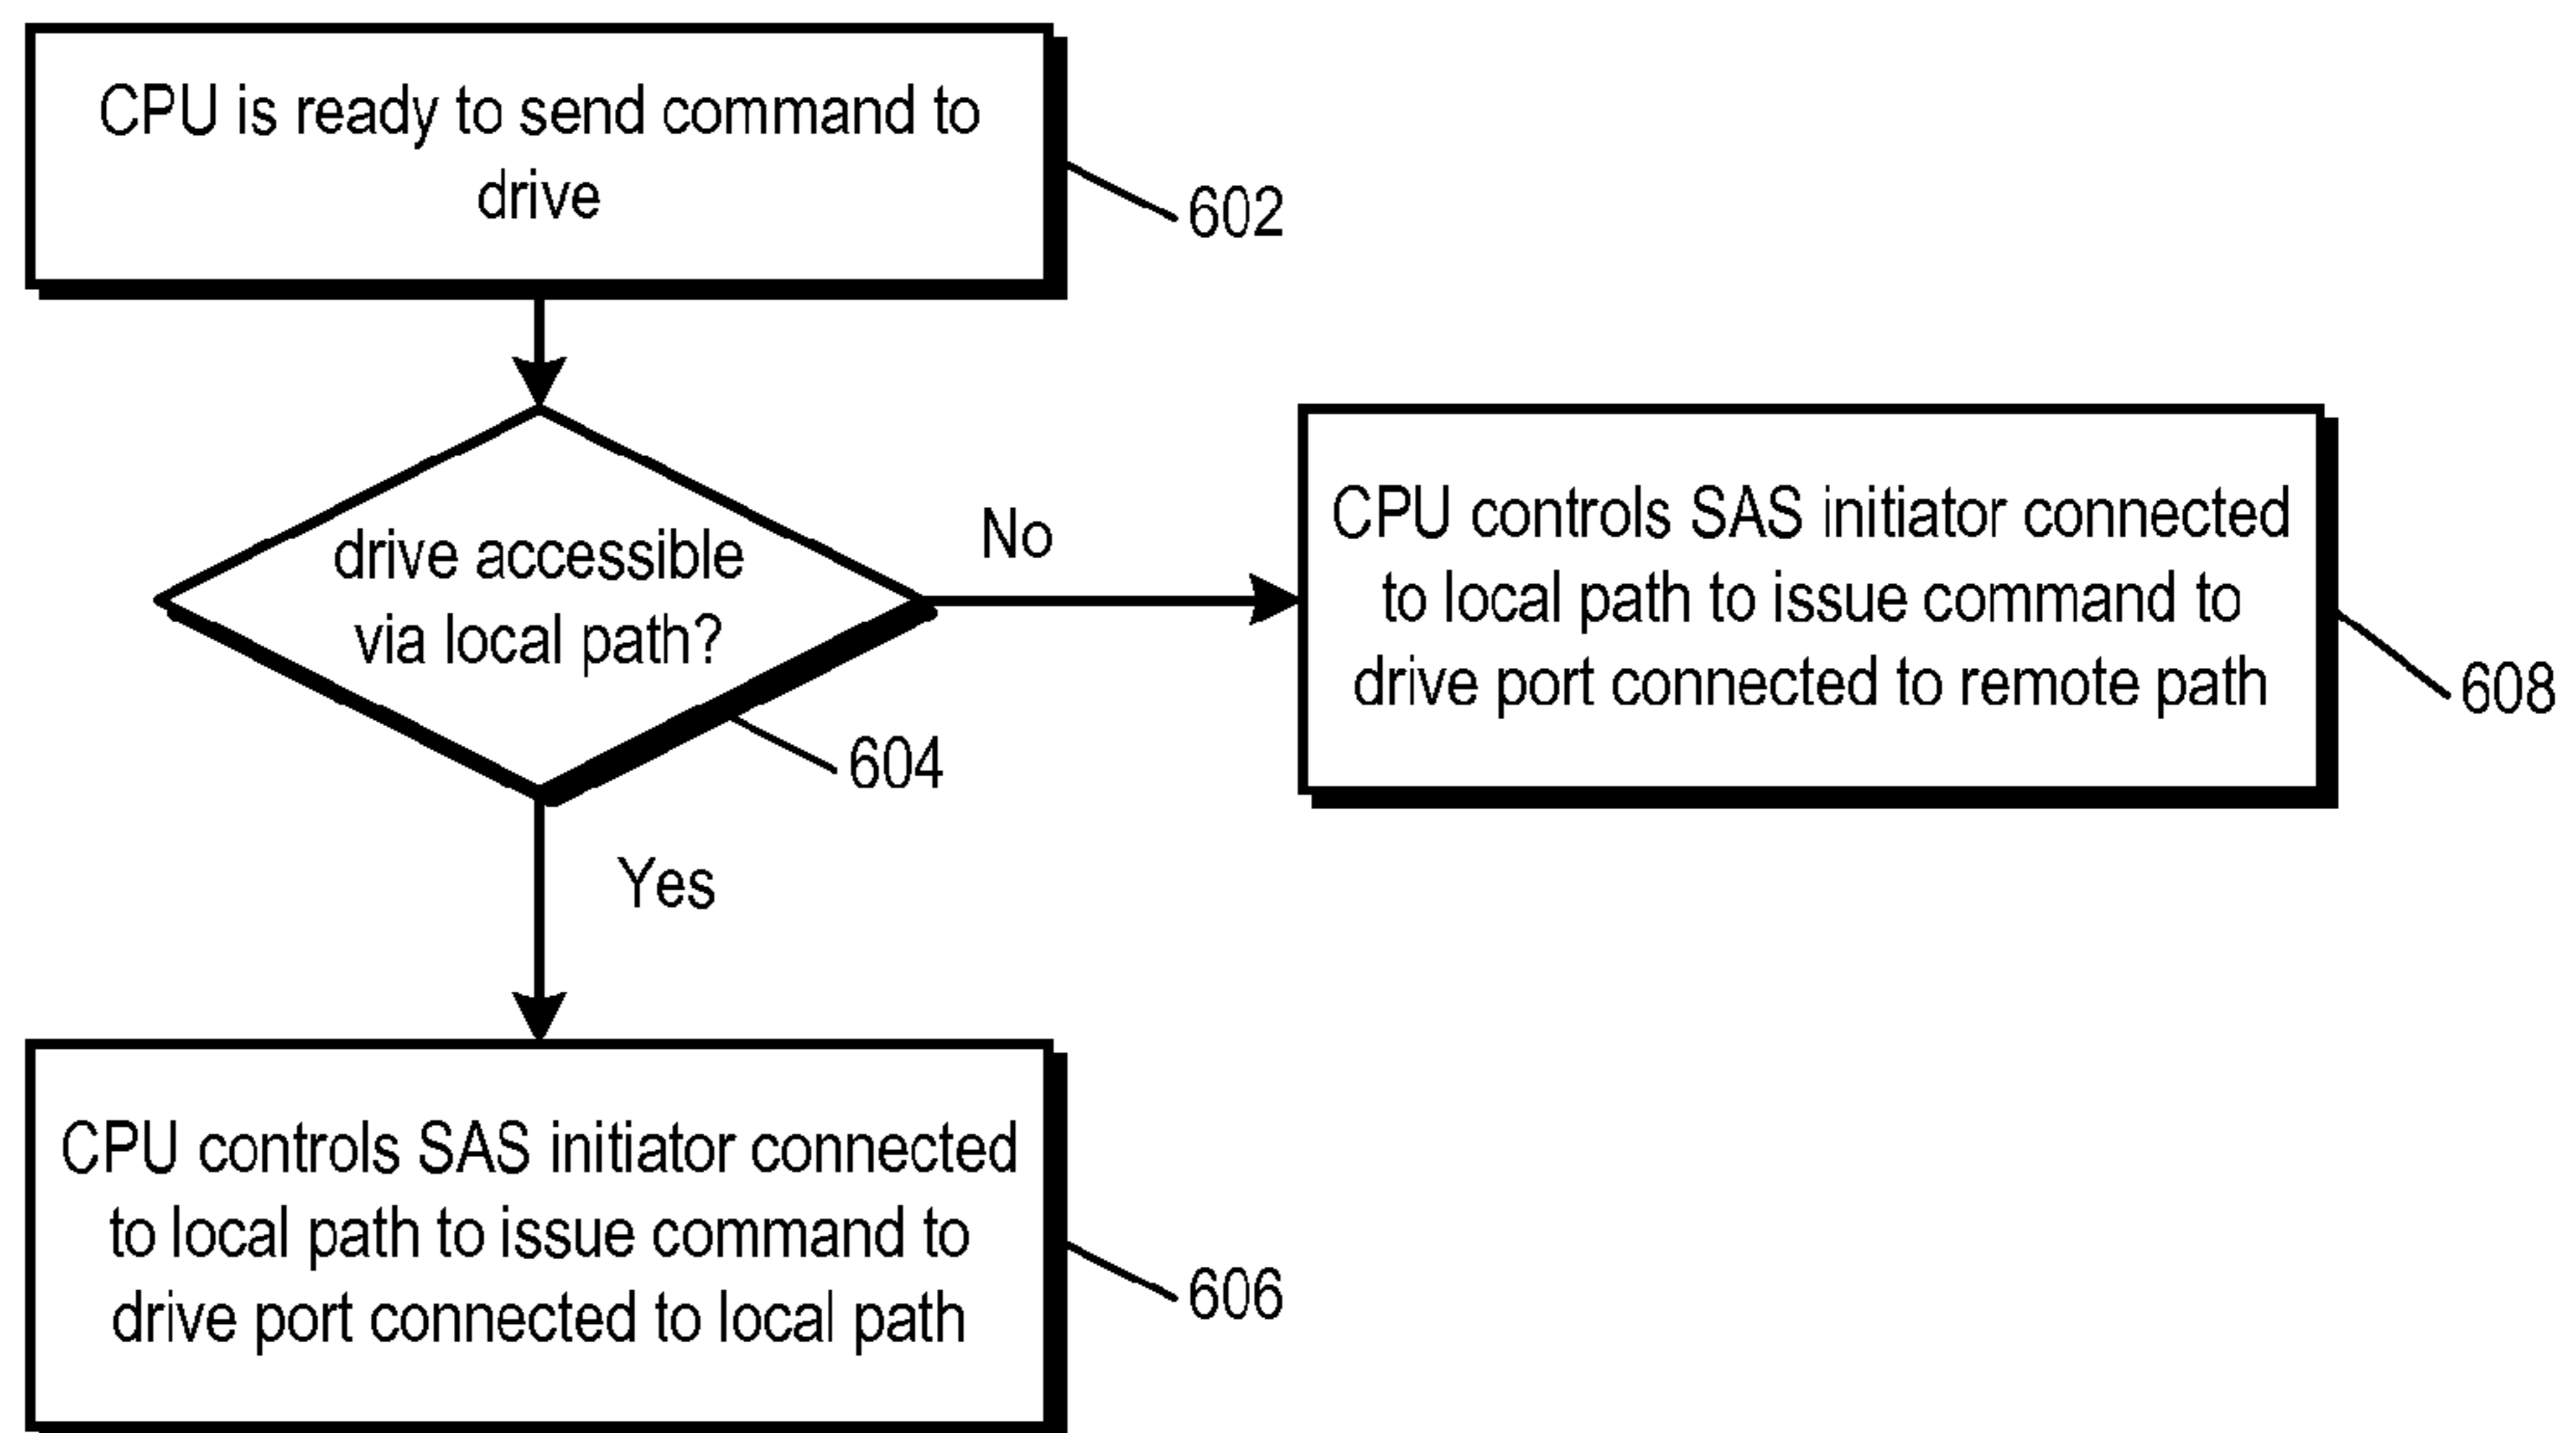 CPU is ready to send command to
drive
602
drive accessible
via local path?
604
No
CPU controls SAS initiator connected
to local path to issue command to
drive port connected to remote path
608
Yes
CPU controls SAS initiator connected
to local path to issue command to
drive port connected to local path
606